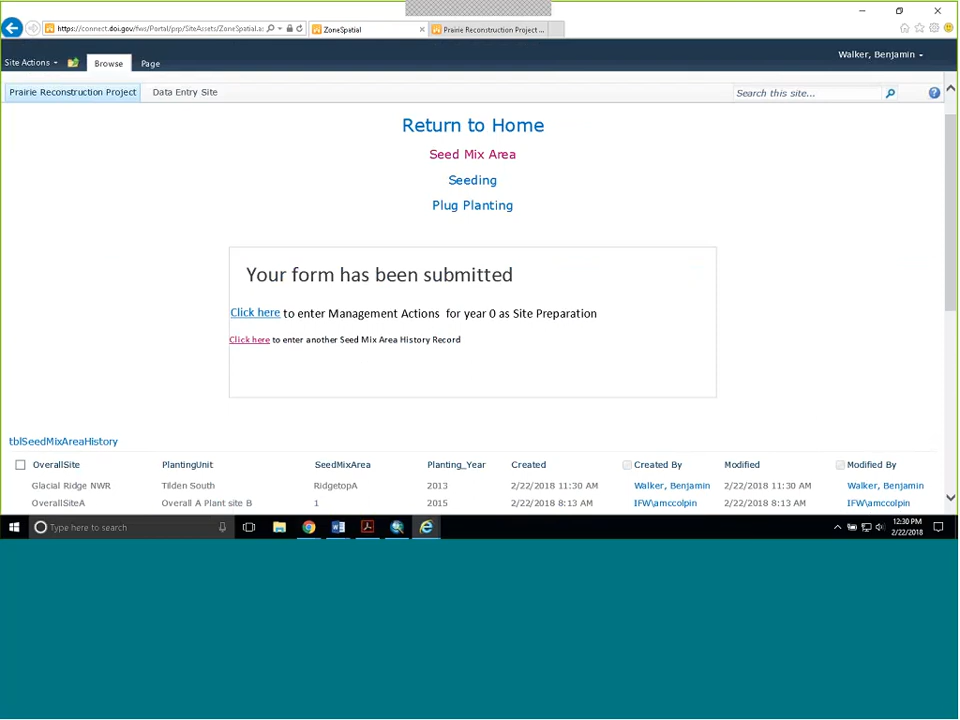 https://connect.doi.gov/fws/Portal/prp/SiteAssets/ZoneSpatial.as
ZoneSpatial
Prairie Reconstruction Project ...
Site Actions
Browse
Page
Walker, Benjamin
Prairie Reconstruction Project
Data Entry Site
Search this site...
Return to Home
Seed Mix Area
Seeding
Plug Planting
Your form has been submitted
Click here to enter Management Actions for year 0 as Site Preparation
Click here to enter another Seed Mix Area History Record
tblSeedMixAreaHistory
OverallSite PlantingUnit SeedMixArea Planting_Year Created Created By Modified Modified By
Glacial Ridge NWR Tilden South RidgetopA 2013 2/22/2018 11:30 AM Walker, Benjamin 2/22/2018 11:30 AM Walker, Benjamin
OverallSiteA Overall A Plant site B 1 2015 2/22/2018 8:13 AM IFW\amccolpin 2/22/2018 8:13 AM IFW\amccolpin
Type here to search
12:30 PM
2/22/2018